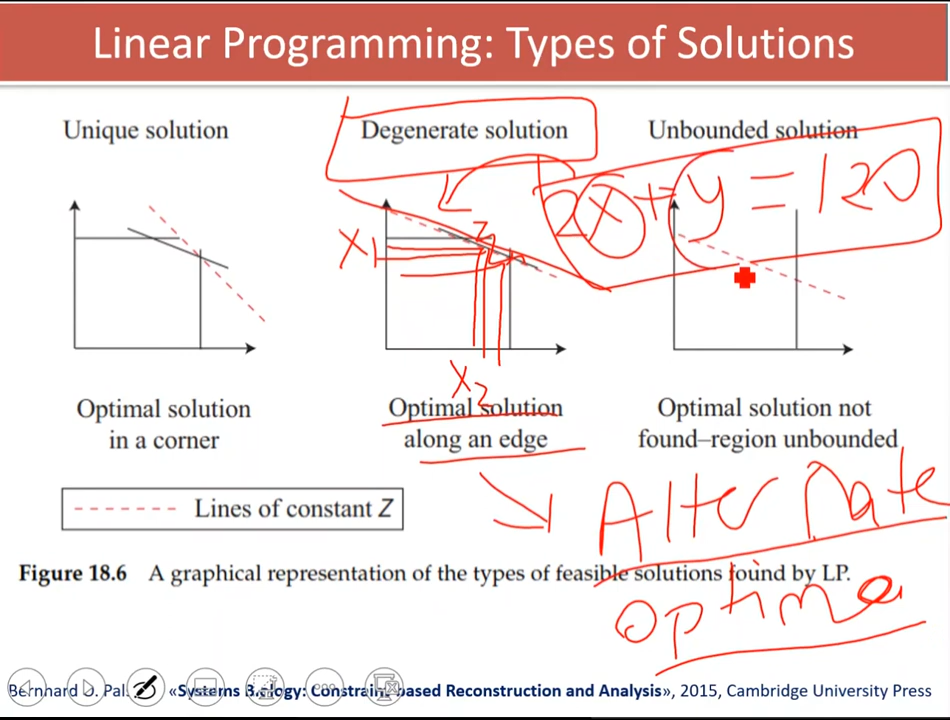 Linear Programming: Types of Solutions
Unique solution
Degenerate solution
Unbounded solution
2x + y = 120
x1
x2
Optimal solution
in a corner
Optimal solution
along an edge
Optimal solution not
found–region unbounded
Alternate
optima
Lines of constant Z
Figure 18.6 A graphical representation of the types of feasible solutions found by LP.
Bernhard O. Pal «Systems Biology: Constraint-based Reconstruction and Analysis», 2015, Cambridge University Press